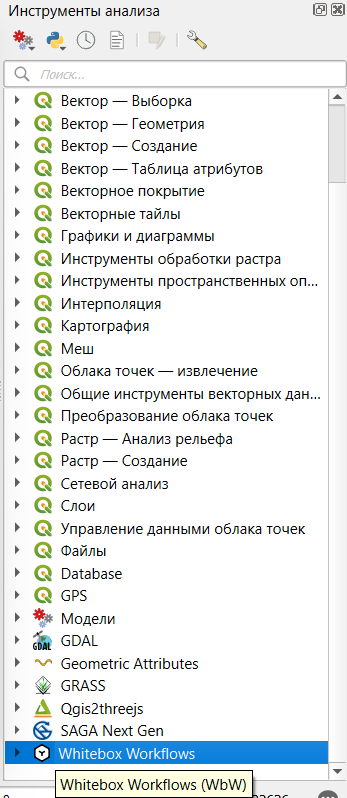 Инструменты анализа
Поиск...
Вектор — Выборка
Вектор — Геометрия
Вектор — Создание
Вектор — Таблица атрибутов
Векторное покрытие
Векторные тайлы
Графики и диаграммы
Инструменты обработки растра
Инструменты пространственных оп...
Интерполяция
Картография
Меш
Облака точек — извлечение
Общие инструменты векторных дан...
Преобразование облака точек
Растр — Анализ рельефа
Растр — Создание
Сетевой анализ
Слои
Управление данными облака точек
Файлы
Database
GPS
Модели
GDAL
Geometric Attributes
GRASS
Qgis2threejs
SAGA Next Gen
Whitebox Workflows
Whitebox Workflows (WbW)